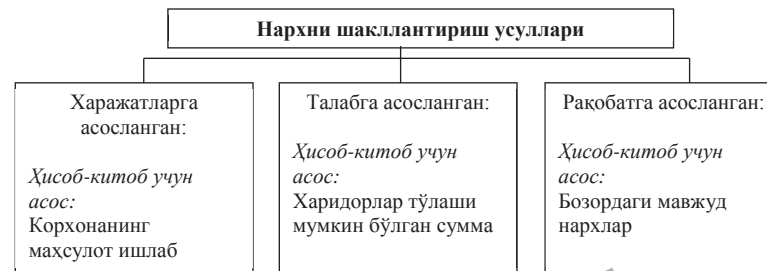 Нархни шакллантириш усуллари
Харажатларга
асосланган:
Ҳисоб-китоб учун
асос:
Корхонанинг
маҳсулот ишлаб
Талабга асосланган:
Ҳисоб-китоб учун
асос:
Харидорлар тўлаши
мумкин бўлган сумма
Рақобатга асосланган:
Ҳисоб-китоб учун
асос:
Бозордаги мавжуд
нархлар